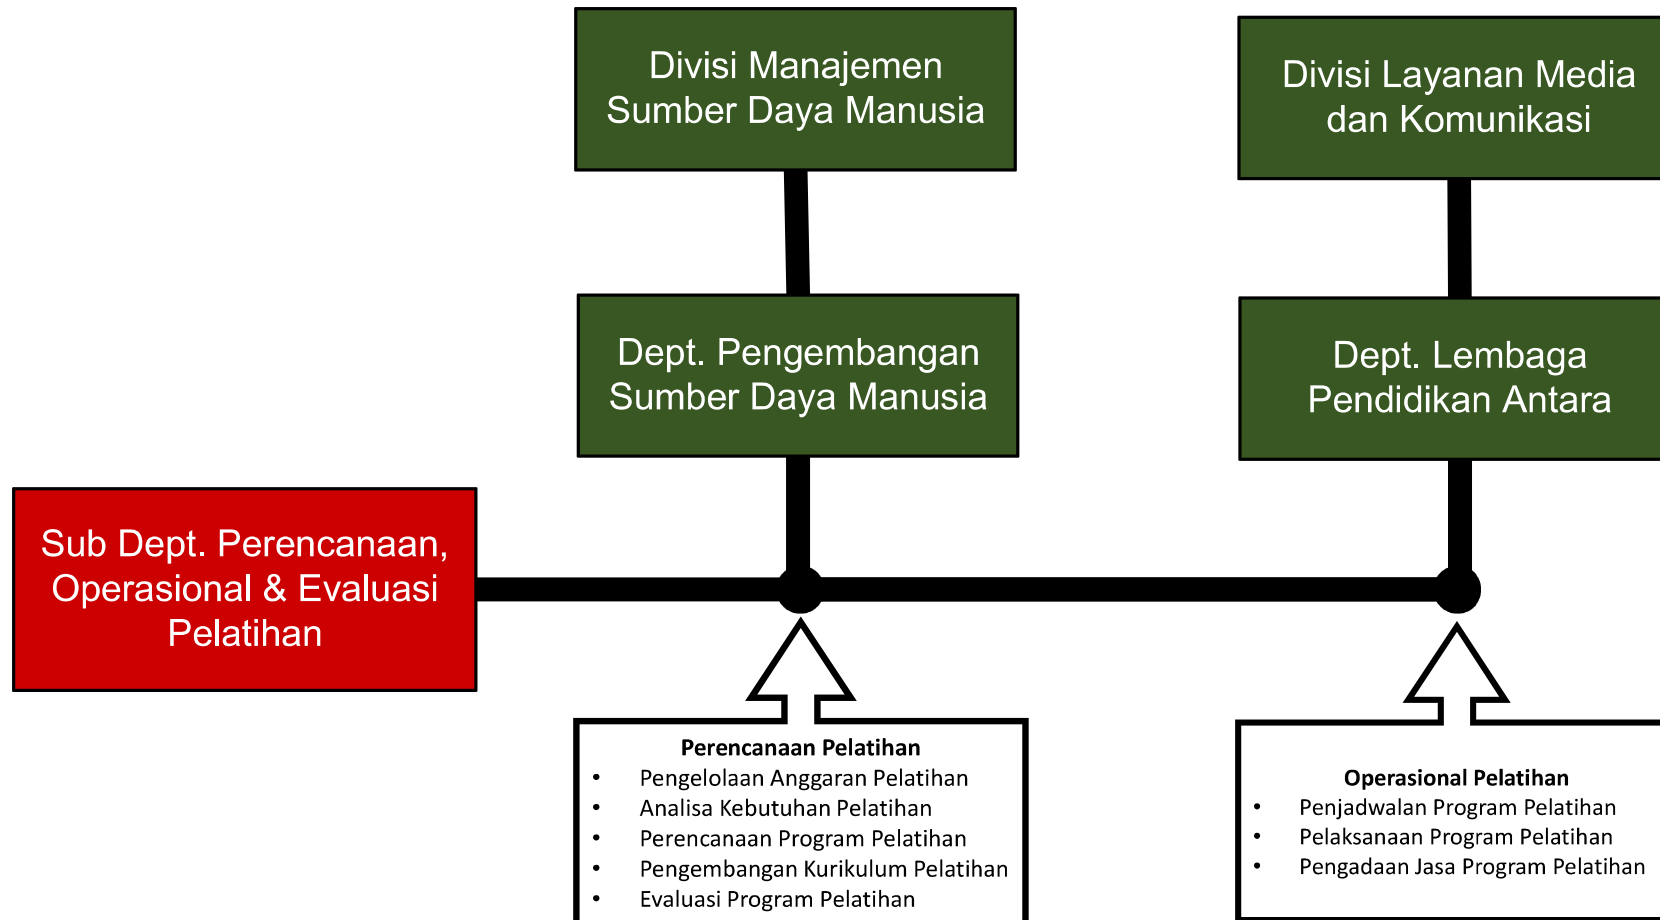 Divisi Manajemen
Sumber Daya Manusia
Divisi Layanan Media
dan Komunikasi
Dept. Pengembangan
Sumber Daya Manusia
Dept. Lembaga
Pendidikan Antara
Sub Dept. Perencanaan,
Operasional & Evaluasi
Pelatihan
Perencanaan Pelatihan
• Pengelolaan Anggaran Pelatihan
• Analisa Kebutuhan Pelatihan
• Perencanaan Program Pelatihan
• Pengembangan Kurikulum Pelatihan
• Evaluasi Program Pelatihan
Operasional Pelatihan
• Penjadwalan Program Pelatihan
• Pelaksanaan Program Pelatihan
• Pengadaan Jasa Program Pelatihan